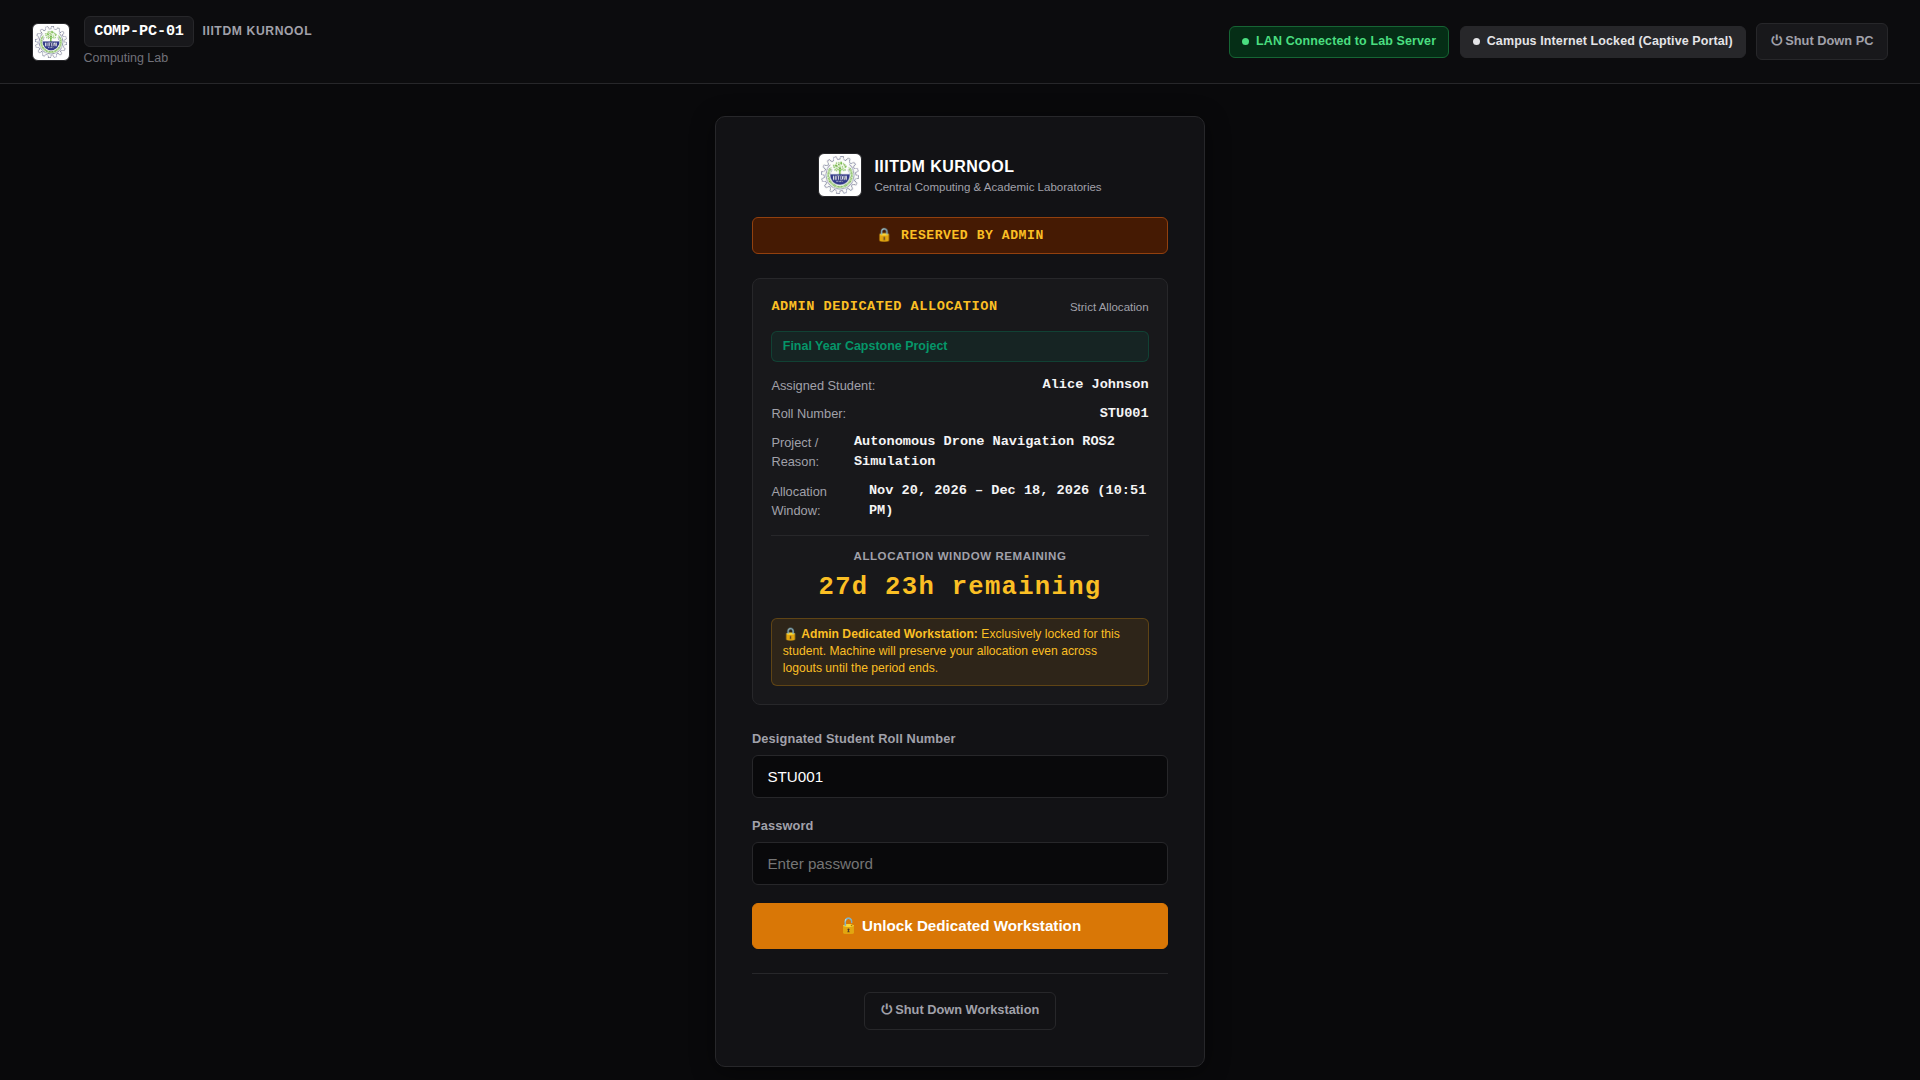 COMP-PC-01 IIITDM KURNOOL
Computing Lab
LAN Connected to Lab Server
Campus Internet Locked (Captive Portal)
Shut Down PC
IIITDM KURNOOL
Central Computing & Academic Laboratories
RESERVED BY ADMIN
ADMIN DEDICATED ALLOCATION
Strict Allocation
Final Year Capstone Project
Assigned Student: Alice Johnson
Roll Number: STU001
Project / Reason: Autonomous Drone Navigation ROS2 Simulation
Allocation Window: Nov 20, 2026 – Dec 18, 2026 (10:51 PM)
ALLOCATION WINDOW REMAINING
27d 23h remaining
Admin Dedicated Workstation: Exclusively locked for this
student. Machine will preserve your allocation even across
logouts until the period ends.
Designated Student Roll Number
STU001
Password
Enter password
Unlock Dedicated Workstation
Shut Down Workstation